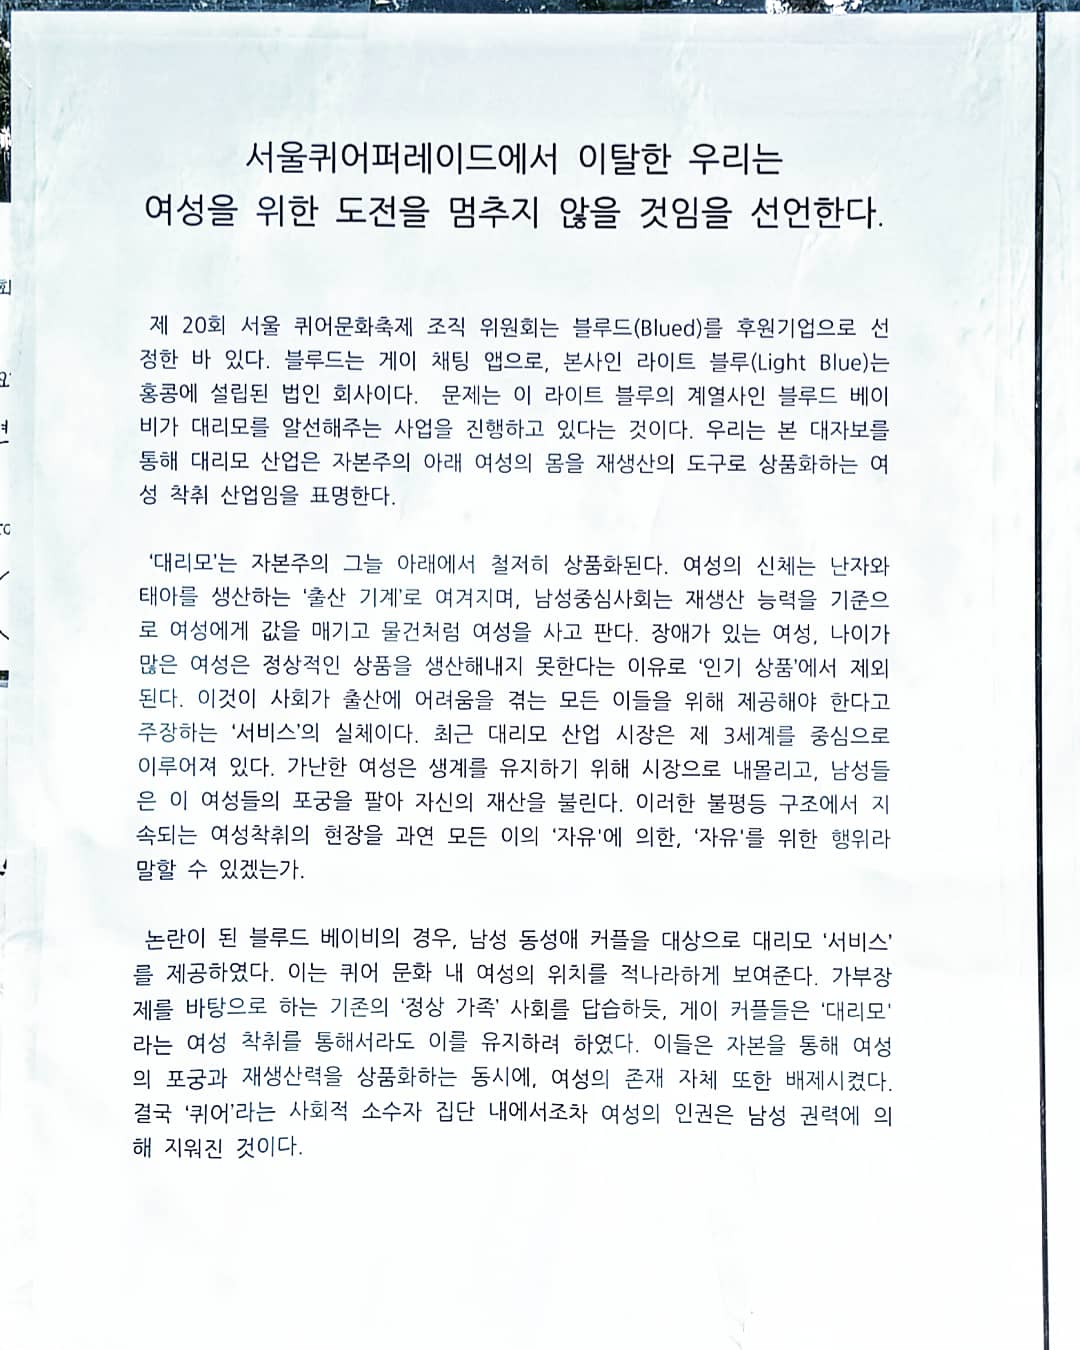 서울퀴어퍼레이드에서 이탈한 우리는
여성을 위한 도전을 멈추지 않을 것임을 선언한다.
제 20회 서울 퀴어문화축제 조직 위원회는 블루드(Blued)를 후원기업으로 선
정한 바 있다. 블루드는 게이 채팅 앱으로, 본사인 라이트 블루(Light Blue)는
홍콩에 설립된 법인 회사이다. 문제는 이 라이트 블루의 계열사인 블루드 베이
비가 대리모를 알선해주는 사업을 진행하고 있다는 것이다. 우리는 본 대자보를
통해 대리모 산업은 자본주의 아래 여성의 몸을 재생산의 도구로 상품화하는 여
성 착취 산업임을 표명한다.
‘대리모’는 자본주의 그늘 아래에서 철저히 상품화된다. 여성의 신체는 난자와
태아를 생산하는 ‘출산 기계’로 여겨지며, 남성중심사회는 재생산 능력을 기준으
로 여성에게 값을 매기고 물건처럼 여성을 사고 판다. 장애가 있는 여성, 나이가
많은 여성은 정상적인 상품을 생산해내지 못한다는 이유로 ‘인기 상품’에서 제외
된다. 이것이 사회가 출산에 어려움을 겪는 모든 이들을 위해 제공해야 한다고
주장하는 ‘서비스’의 실체이다. 최근 대리모 산업 시장은 제 3세계를 중심으로
이루어져 있다. 가난한 여성은 생계를 유지하기 위해 시장으로 내몰리고, 남성들
은 이 여성들의 포궁을 팔아 자신의 재산을 불린다. 이러한 불평등 구조에서 지
속되는 여성착취의 현장을 과연 모든 이의 ‘자유'에 의한, ‘자유'를 위한 행위라
말할 수 있겠는가.
논란이 된 블루드 베이비의 경우, 남성 동성애 커플을 대상으로 대리모 ‘서비스’
를 제공하였다. 이는 퀴어 문화 내 여성의 위치를 적나라하게 보여준다. 가부장
제를 바탕으로 하는 기존의 ‘정상 가족’ 사회를 답습하듯, 게이 커플들은 ‘대리모'
라는 여성 착취를 통해서라도 이를 유지하려 하였다. 이들은 자본을 통해 여성
의 포궁과 재생산력을 상품화하는 동시에, 여성의 존재 자체 또한 배제시켰다.
결국 ‘퀴어’라는 사회적 소수자 집단 내에서조차 여성의 인권은 남성 권력에 의
해 지워진 것이다.